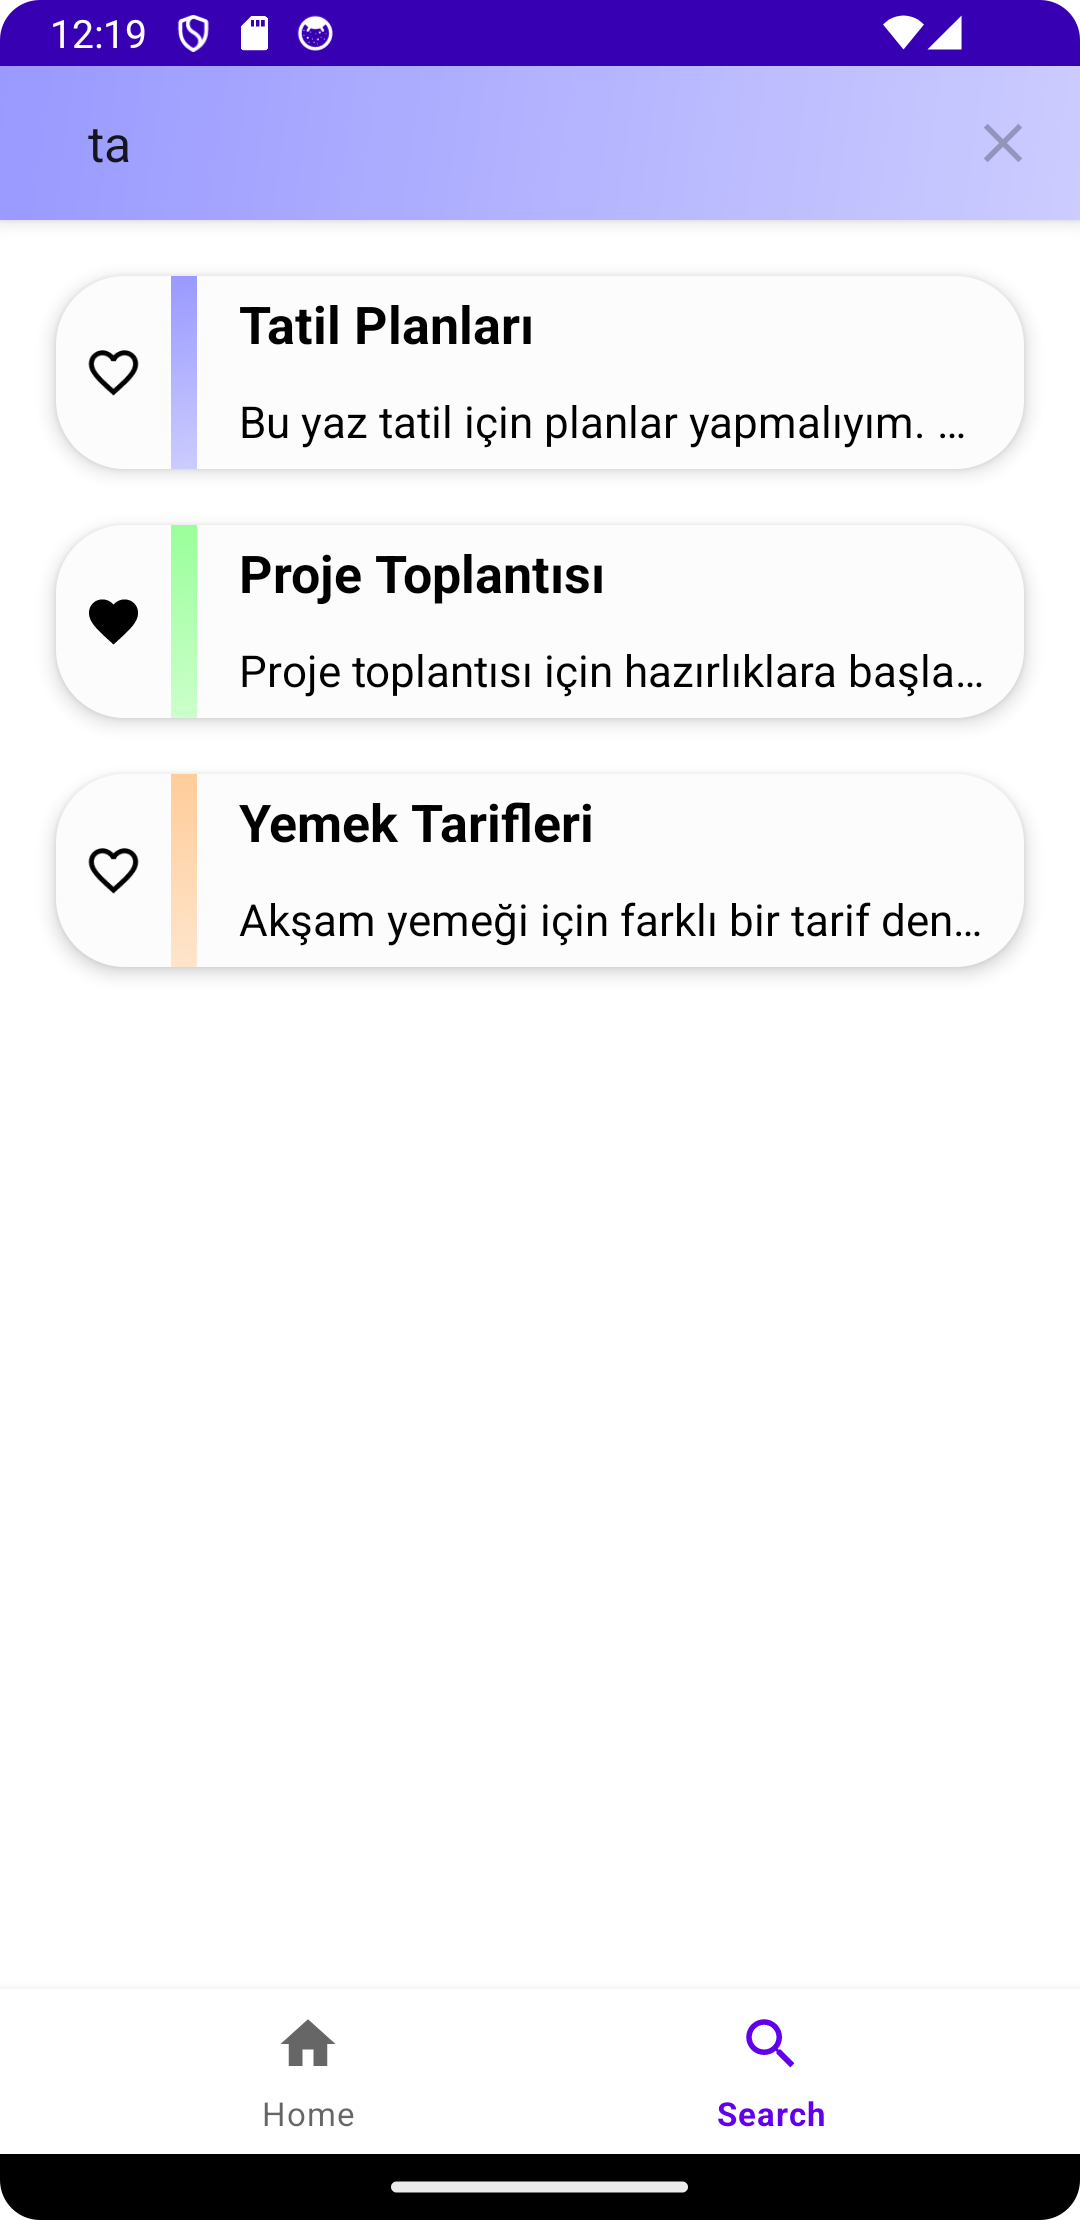 12:19
ta
Tatil Planları
Bu yaz tatil için planlar yapmalıyım. ...
Proje Toplantısı
Proje toplantısı için hazırlıklara başla...
Yemek Tarifleri
Akşam yemeği için farklı bir tarif den...
Home
Search